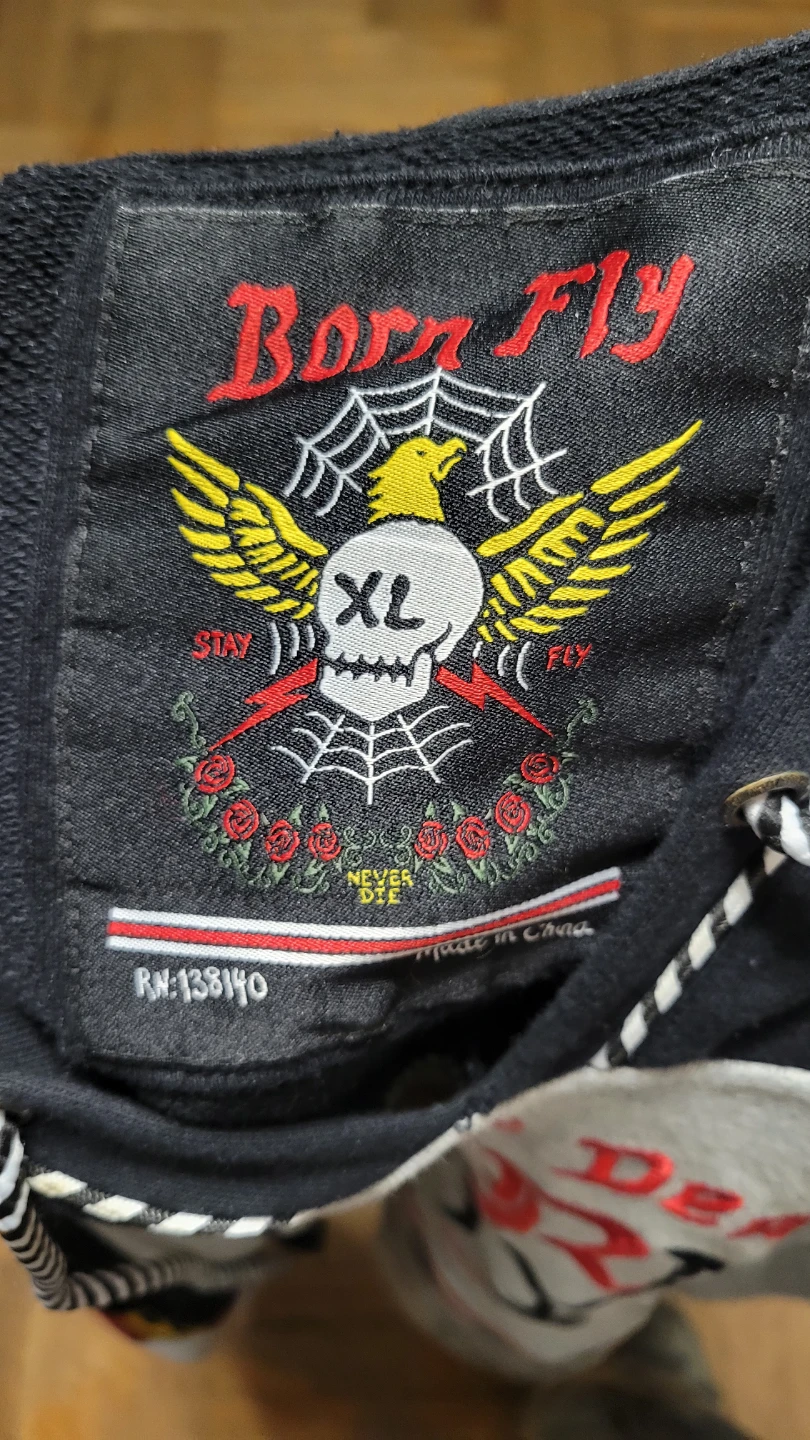 Born Fly
XL
STAY
FLY
NEVER
DIE
Made in China
RN:138140